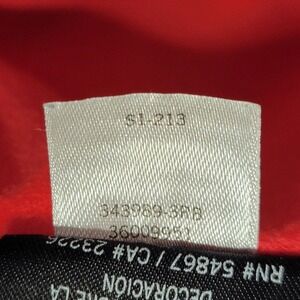 S1-213
343989-3RB
36009951
RN# 54867 / CA# 23226
DECORACION